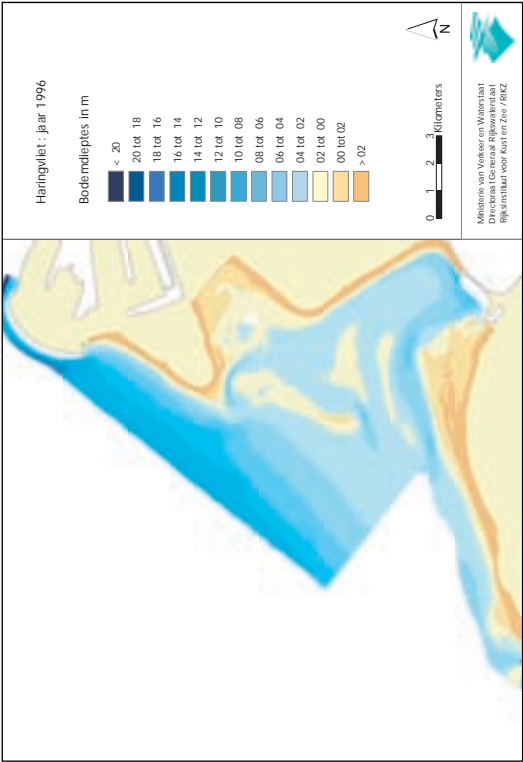 Haringvliet : jaar 1996
Bodemdieptes in m
< 20
20 tot 18
18 tot 16
16 tot 14
14 tot 12
12 tot 10
10 tot 08
08 tot 06
06 tot 04
04 tot 02
02 tot 00
00 tot 02
> 02
0 1 2 3 Kilometers
N
Ministerie van Verkeer en Waterstaat
Directoraat Generaal Rijkswaterstaat
Rijksinstituut voor Kust en Zee / RIKZ